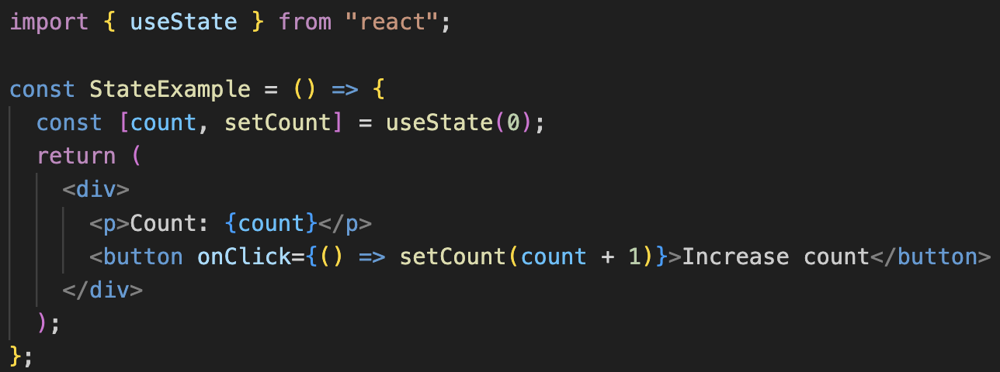 import { useState } from "react";

const StateExample = () => {
  const [count, setCount] = useState(0);
  return (
    <div>
      <p>Count: {count}</p>
      <button onClick={() => setCount(count + 1)}>Increase count</button>
    </div>
  );
};